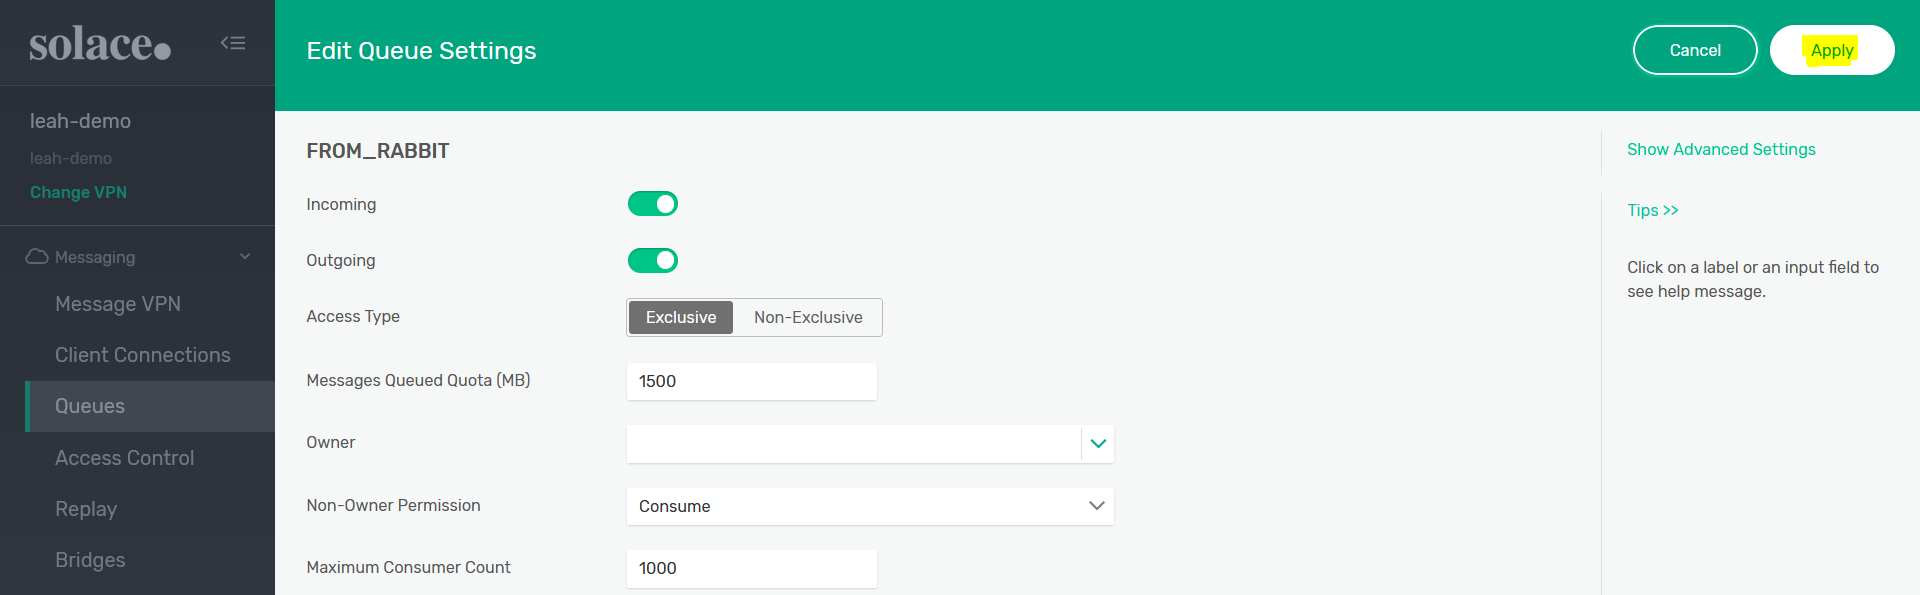 solace
Edit Queue Settings
Cancel
Apply
leah-demo
leah-demo
Change VPN
Messaging
Message VPN
Client Connections
Queues
Access Control
Replay
Bridges
FROM_RABBIT
Incoming
Outgoing
Access Type
Exclusive
Non-Exclusive
Messages Queued Quota (MB)
1500
Owner
Non-Owner Permission
Consume
Maximum Consumer Count
1000
Show Advanced Settings
Tips >>
Click on a label or an input field to
see help message.